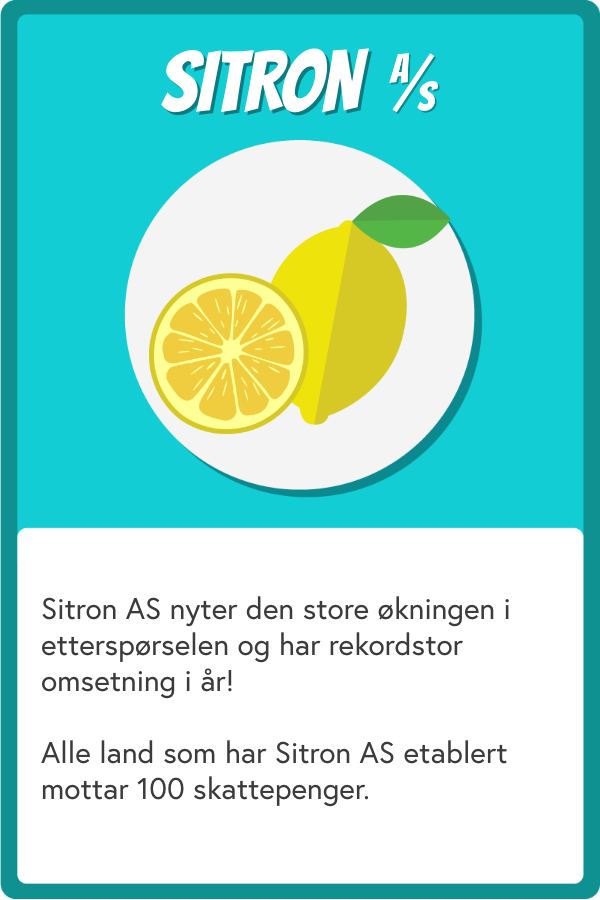 SITRON A/S
Sitron AS nyter den store økningen i
etterspørselen og har rekordstor
omsetning i år!
Alle land som har Sitron AS etablert
mottar 100 skattepenger.